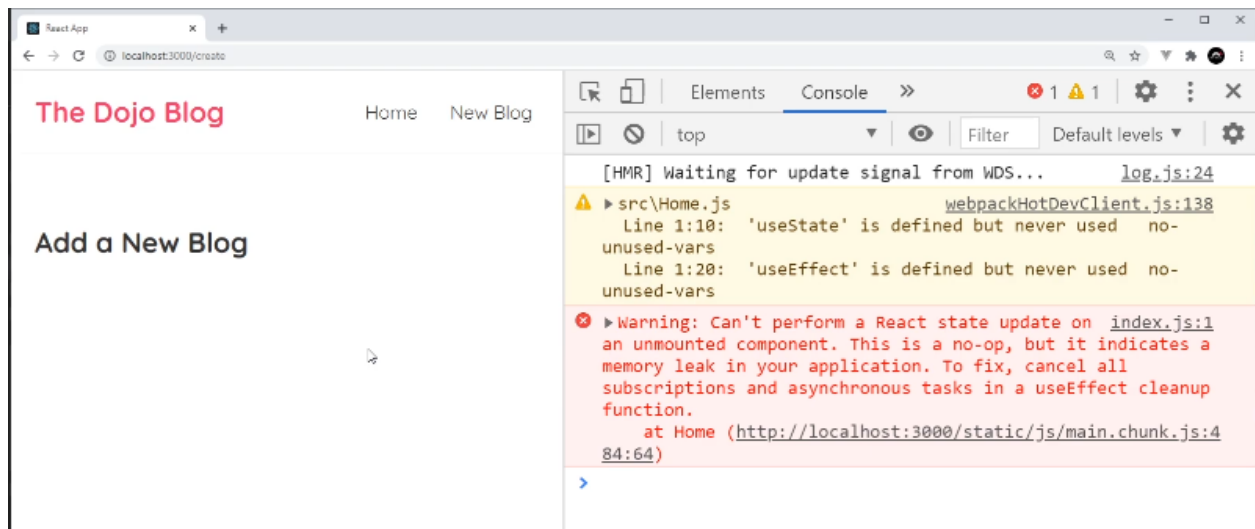 React App
localhost:3000/create
The Dojo Blog
Home New Blog
Add a New Blog
Elements Console 1 1
top Filter Default levels
[HMR] Waiting for update signal from WDS... log.js:24
src\Home.js webpackHotDevClient.js:138
Line 1:10: 'useState' is defined but never used no-
unused-vars
Line 1:20: 'useEffect' is defined but never used no-
unused-vars
Warning: Can't perform a React state update on index.js:1
an unmounted component. This is a no-op, but it indicates a
memory leak in your application. To fix, cancel all
subscriptions and asynchronous tasks in a useEffect cleanup
function.
at Home (http://localhost:3000/static/js/main.chunk.js:4
84:64)